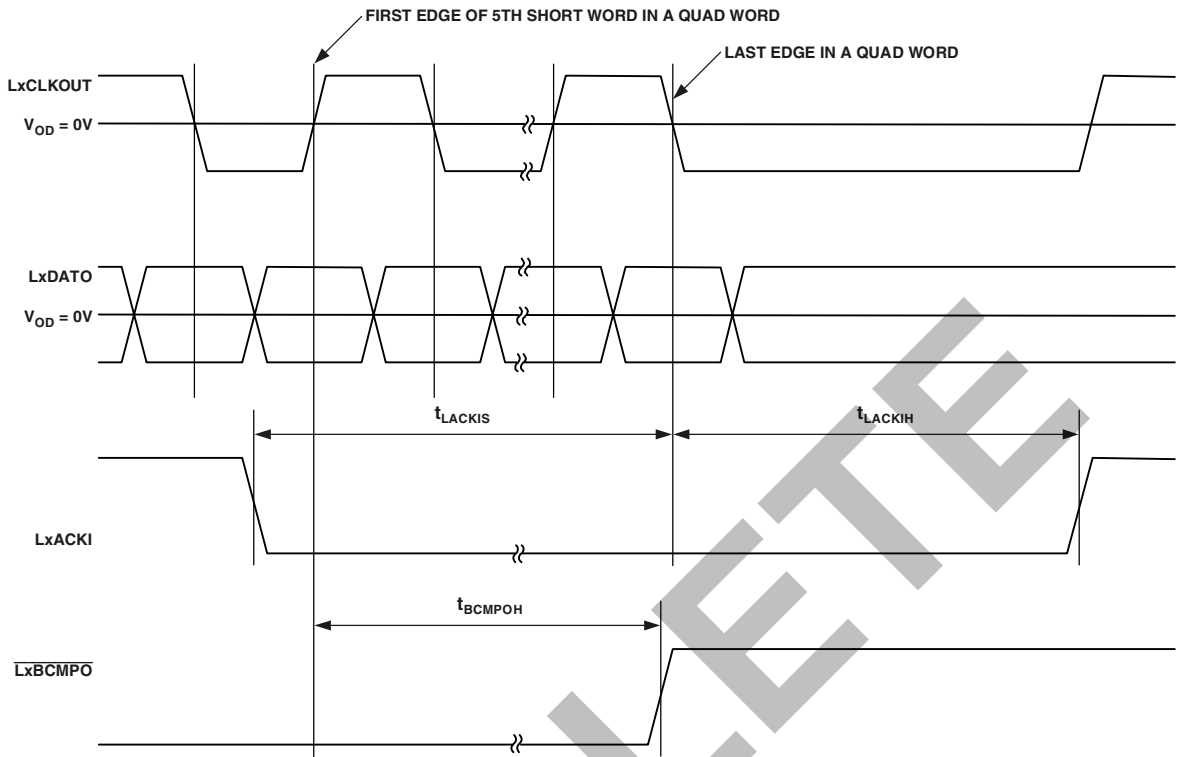 FIRST EDGE OF 5TH SHORT WORD IN A QUAD WORD
LAST EDGE IN A QUAD WORD
LxCLKOUT
VOD = 0V
LxDATO
VOD = 0V
tLACKIS
tLACKIH
LxACKI
tBCMPOH
LxBCMPO
LETE